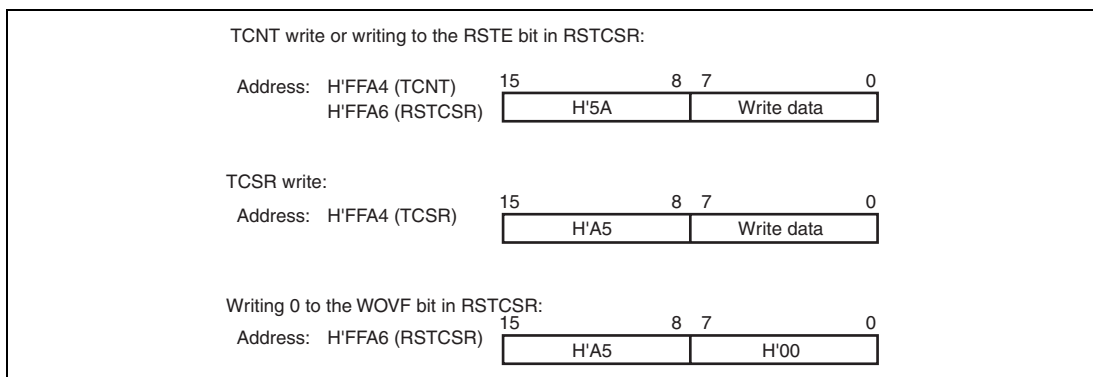 TCNT write or writing to the RSTE bit in RSTCSR:
15 8 7 0
Address: H'FFA4 (TCNT)
H'FFA6 (RSTCSR) H'5A Write data
TCSR write:
15 8 7 0
Address: H'FFA4 (TCSR) H'A5 Write data
Writing 0 to the WOVF bit in RSTCSR:
15 8 7 0
Address: H'FFA6 (RSTCSR) H'A5 H'00